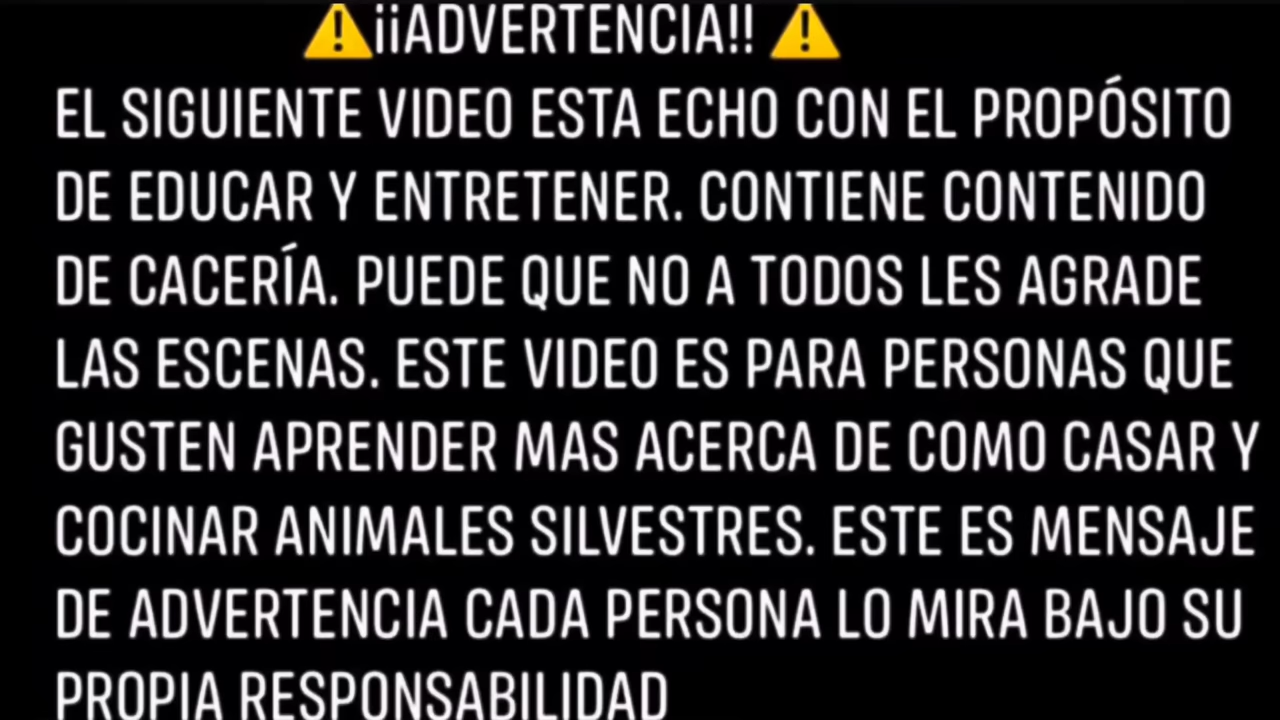 ⚠️¡¡ADVERTENCIA!! ⚠️
EL SIGUIENTE VIDEO ESTA ECHO CON EL PROPÓSITO
DE EDUCAR Y ENTRETENER. CONTIENE CONTENIDO
DE CACERÍA. PUEDE QUE NO A TODOS LES AGRADE
LAS ESCENAS. ESTE VIDEO ES PARA PERSONAS QUE
GUSTEN APRENDER MAS ACERCA DE COMO CASAR Y
COCINAR ANIMALES SILVESTRES. ESTE ES MENSAJE
DE ADVERTENCIA CADA PERSONA LO MIRA BAJO SU
PROPIA RESPONSABILIDAD